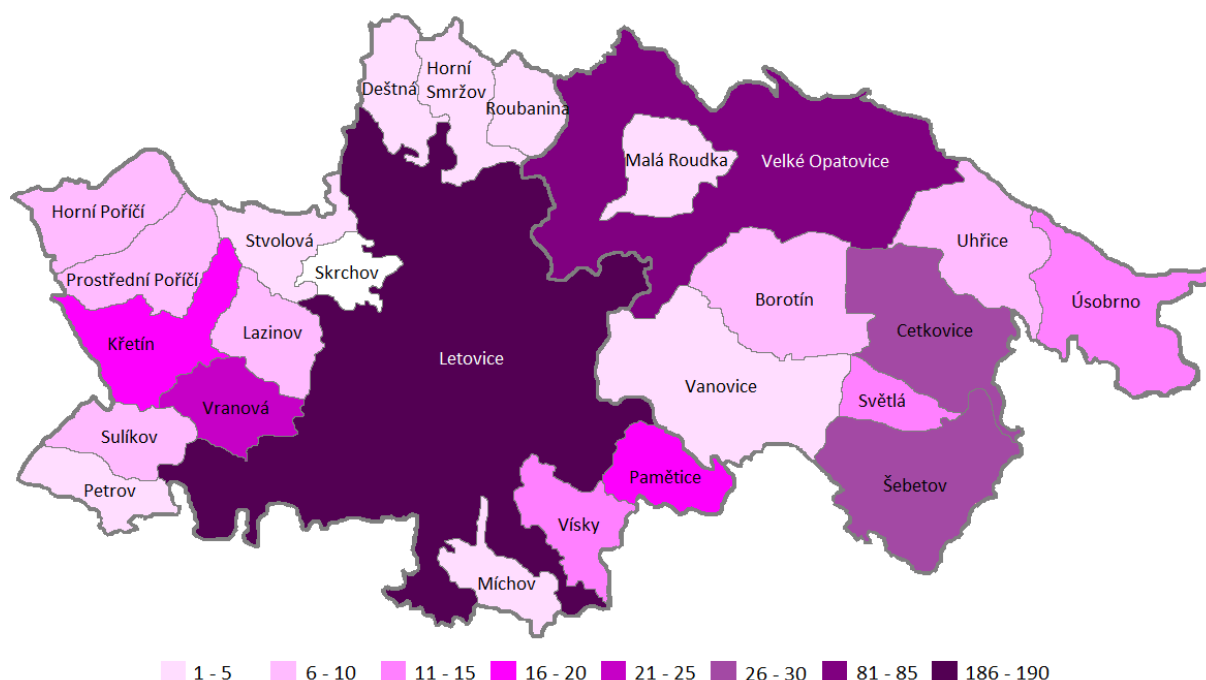 Deštná
Horní
Smržov
Roubanina
Malá Roudka
Velké Opatovice
Horní Poříčí
Stvolová
Uhřice
Prostřední Poříčí
Skrchov
Borotín
Úsobrno
Křetín
Lazinov
Letovice
Cetkovice
Vanovice
Vranová
Světlá
Sulíkov
Petrov
Pamětice
Šebetov
Vísky
Míchov
1 - 5
6 - 10
11 - 15
16 - 20
21 - 25
26 - 30
81 - 85
186 - 190